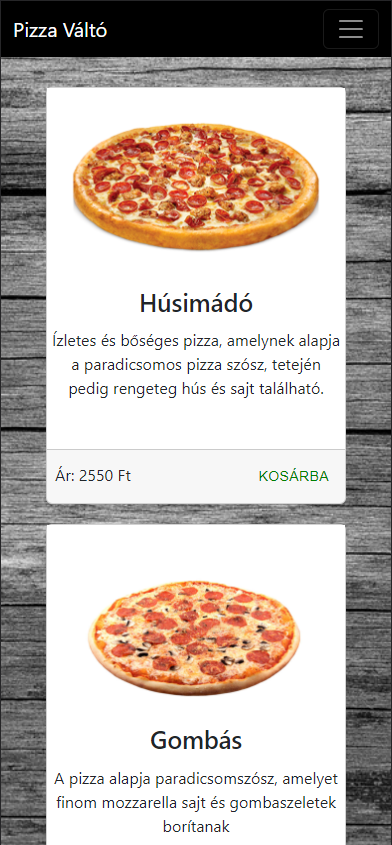 Pizza Váltó
Húsimádó
Ízletes és bőséges pizza, amelynek alapja
a paradicsomos pizza szósz, tetején
pedig rengeteg hús és sajt található.
Ár: 2550 Ft
KOSÁRBA
Gombás
A pizza alapja paradicsomszósz, amelyet
finom mozzarella sajt és gombaszeletek
borítanak